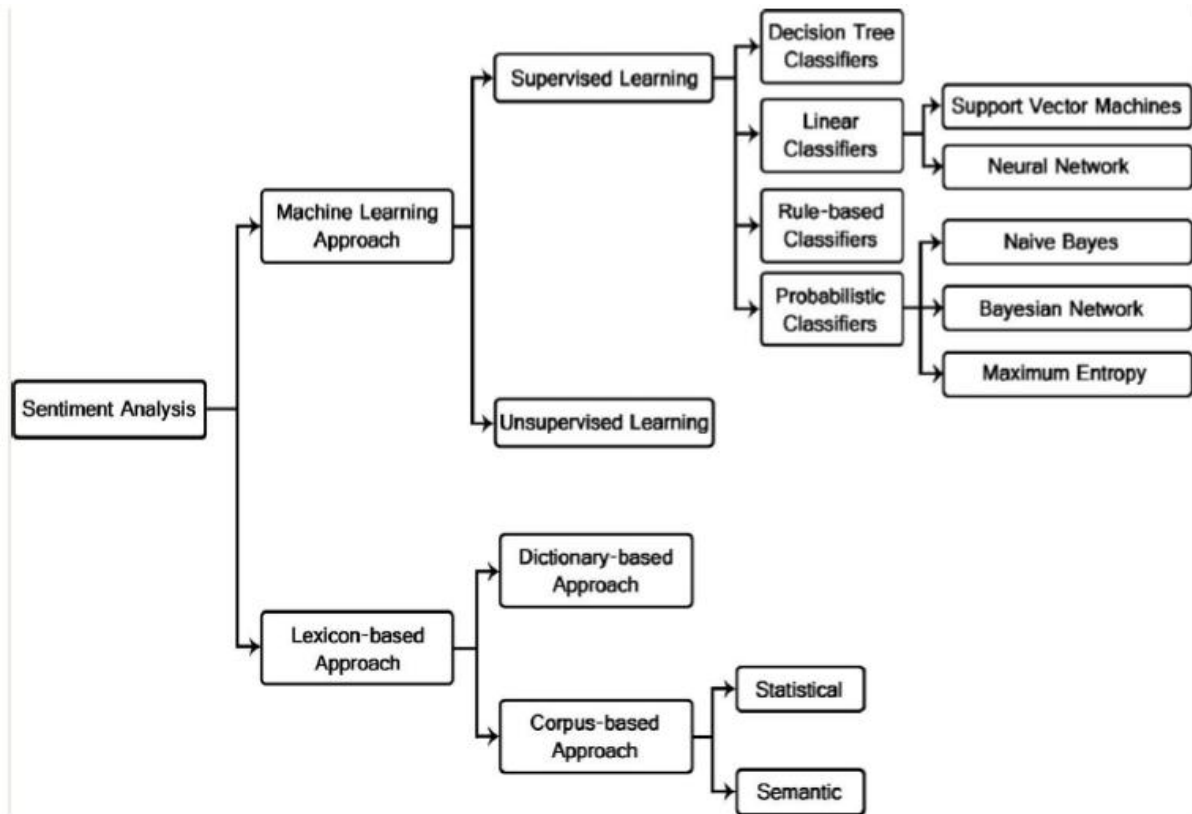 Decision Tree
Classifiers
Supervised Learning
Linear
Classifiers
Support Vector Machines
Neural Network
Machine Learning
Approach
Rule-based
Classifiers
Naive Bayes
Probabilistic
Classifiers
Bayesian Network
Maximum Entropy
Sentiment Analysis
Unsupervised Learning
Dictionary-based
Approach
Lexicon-based
Approach
Corpus-based
Approach
Statistical
Semantic